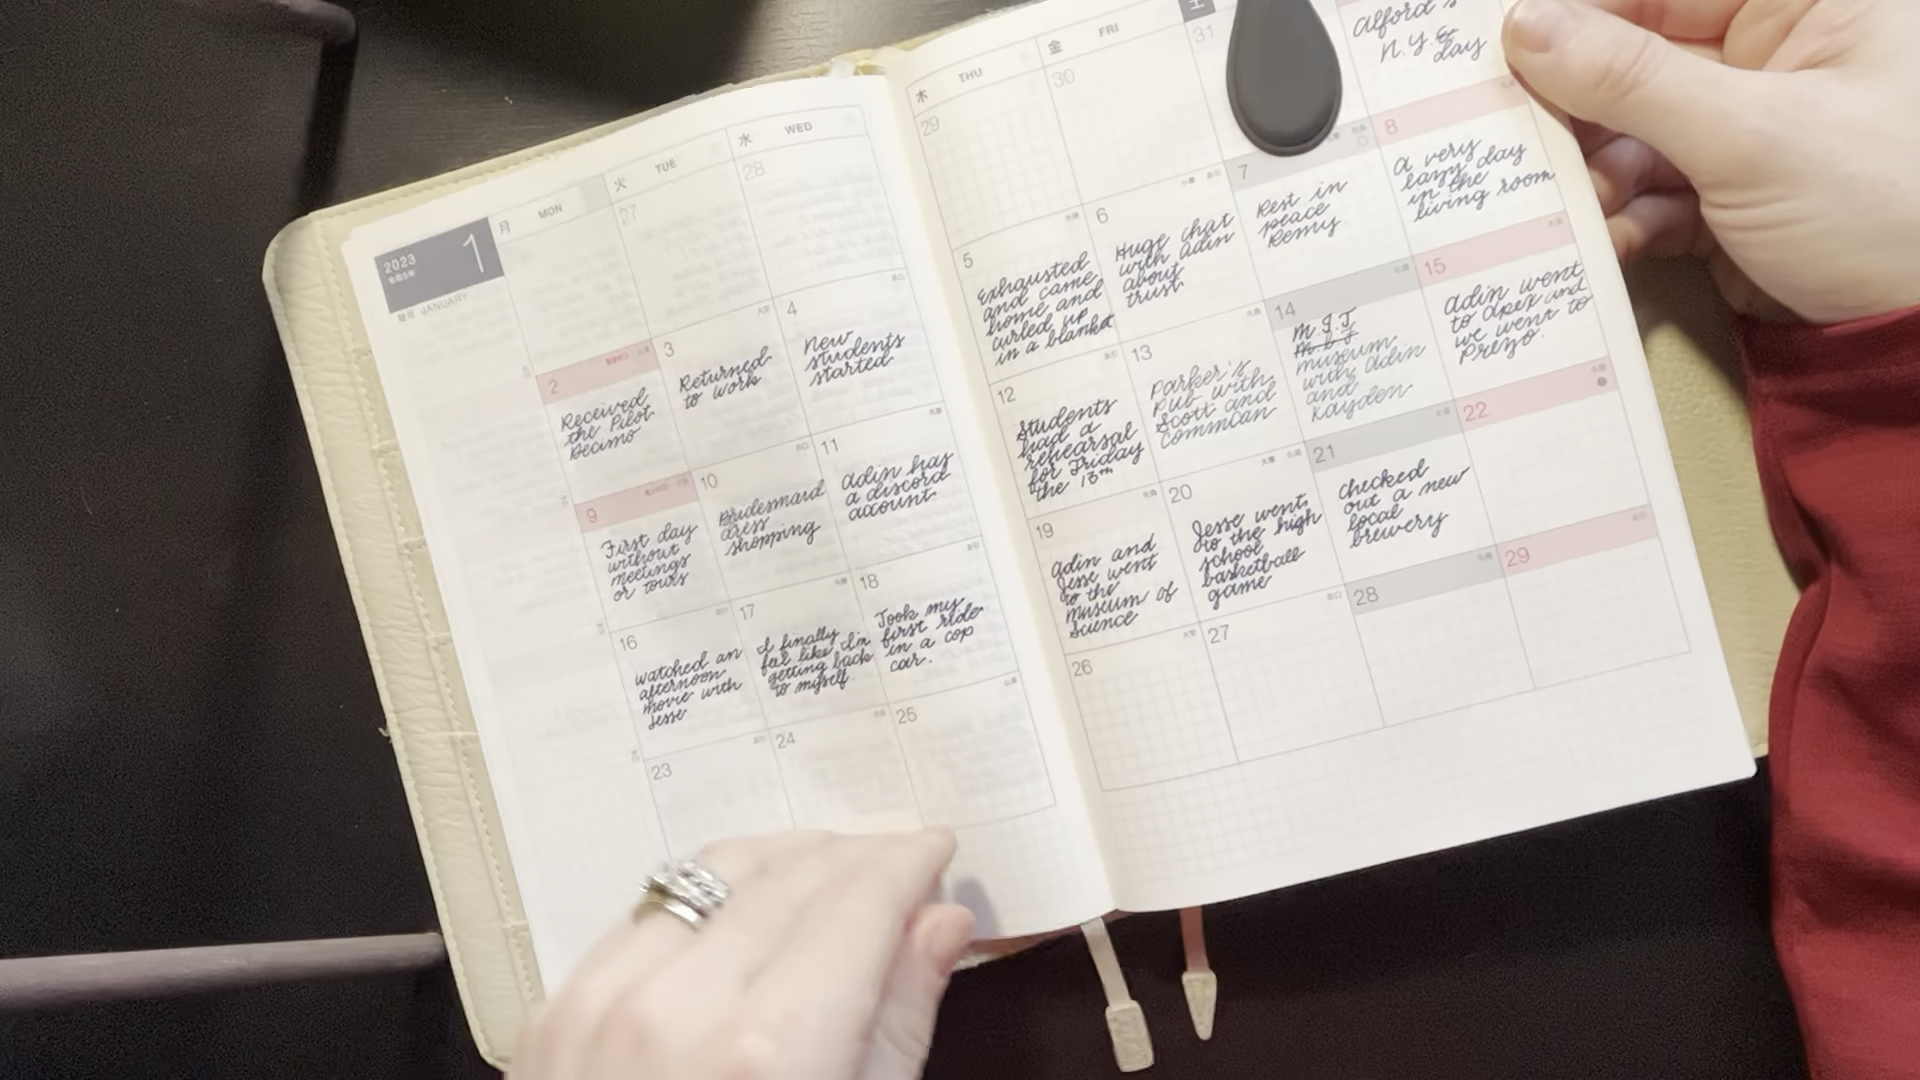 2023
1
JANUARY
月 MON
火 TUE
水 WED
木 THU
金 FRI
土
27
28
29
30
31
Alford's
N.Y.E
day
2
Received
the Pilot
Decimo
3
Returned
to work
4
New
students
started
5
Exhausted
and came
home and
curled up
in a blanket
6
Huge chat
with Adin
about
trust
7
Rest in
peace
Remy
8
A very
lazy day
in the
living room
9
First day
without
meetings
or tours
10
Bridesmaid
dress
shopping
11
Adin has
a discord
account
12
Students
had a
rehearsal
for Friday
the 13th
13
Parker's
Pub with
Scott and
14
M.I.T
museum
with Adin
and
Kayden
15
Adin went
to Apex and
we went to
Prezo.
16
Watched an
afternoon
movie with
Jesse
17
I finally
feel like I'm
getting back
to myself.
18
Took my
first ride
in a cop
car.
19
Adin and
Jesse went
to the
Museum of
Science
20
Jesse went
to the high
school
basketball
game
21
Checked
out a new
local
brewery
22
23
24
25
26
27
28
29